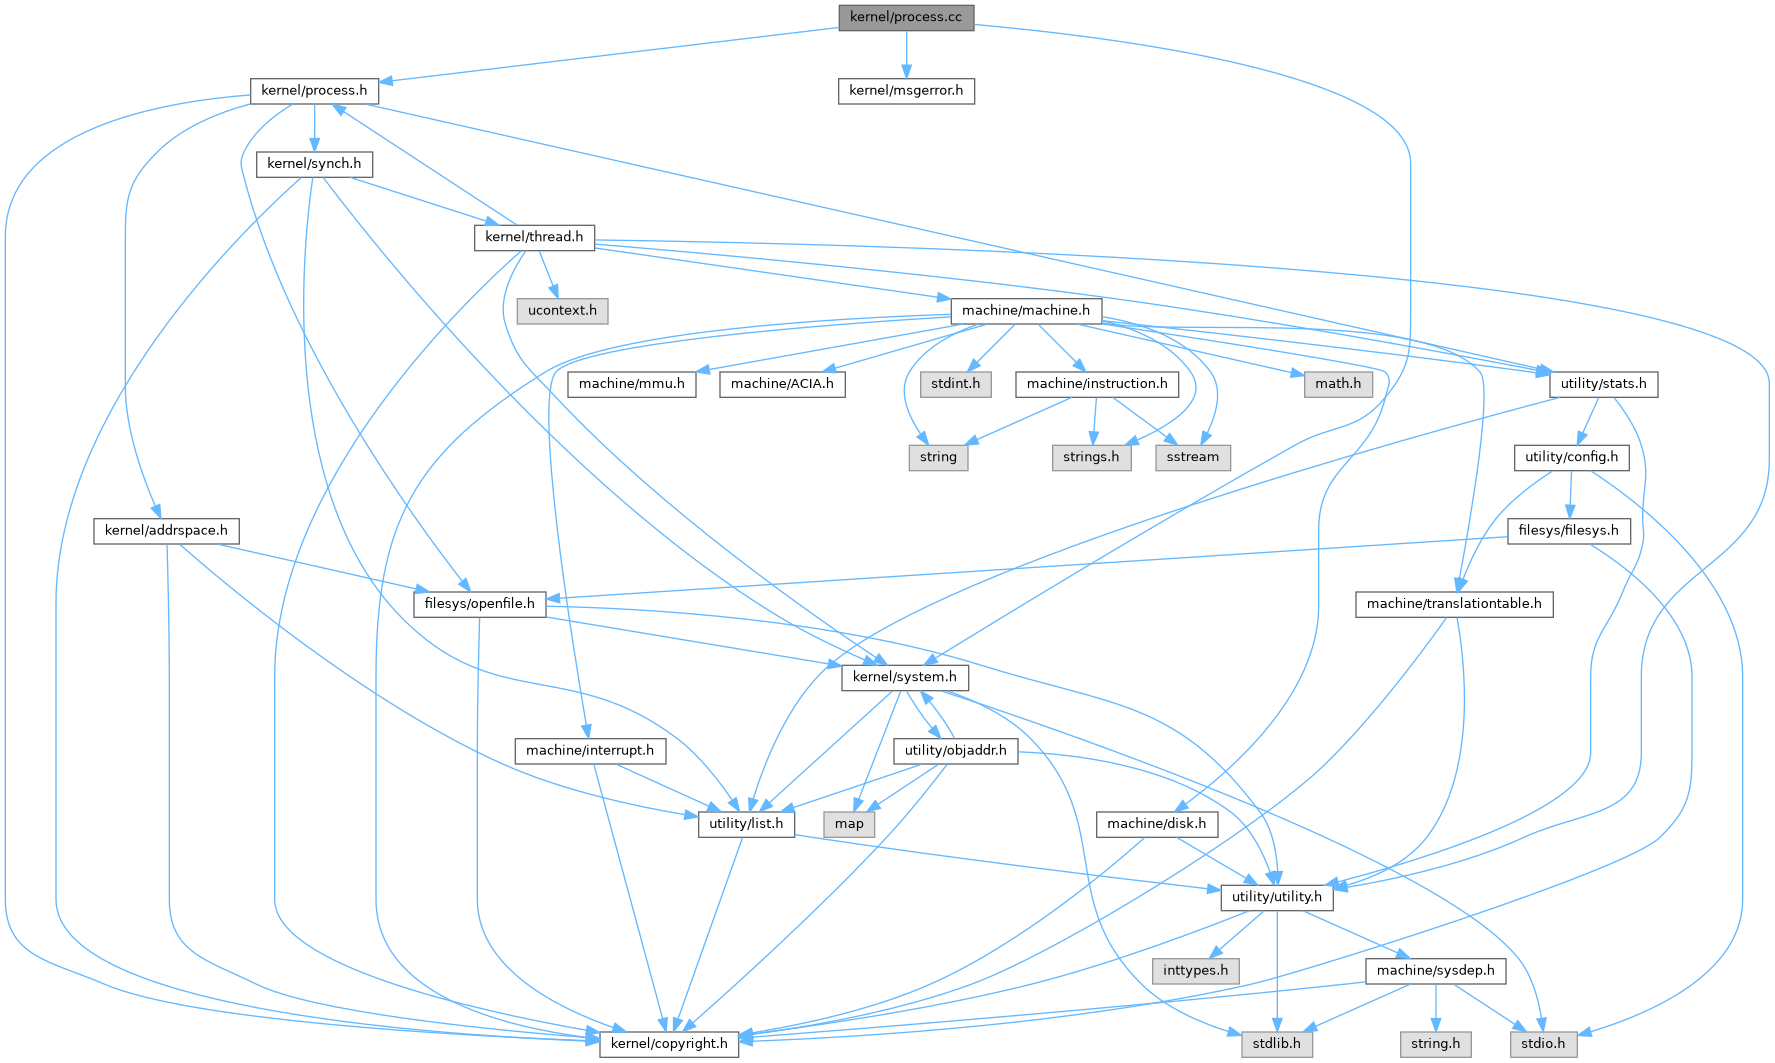 kernel/process.cc
kernel/process.h
kernel/msgerror.h
kernel/synch.h
kernel/thread.h
ucontext.h
machine/machine.h
machine/mmu.h
machine/ACIA.h
stdint.h
machine/instruction.h
math.h
utility/stats.h
string
strings.h
sstream
utility/config.h
kernel/addrspace.h
filesys/filesys.h
filesys/openfile.h
machine/translationtable.h
kernel/system.h
machine/interrupt.h
utility/objaddr.h
utility/list.h
map
machine/disk.h
utility/utility.h
inttypes.h
machine/sysdep.h
kernel/copyright.h
stdlib.h
string.h
stdio.h